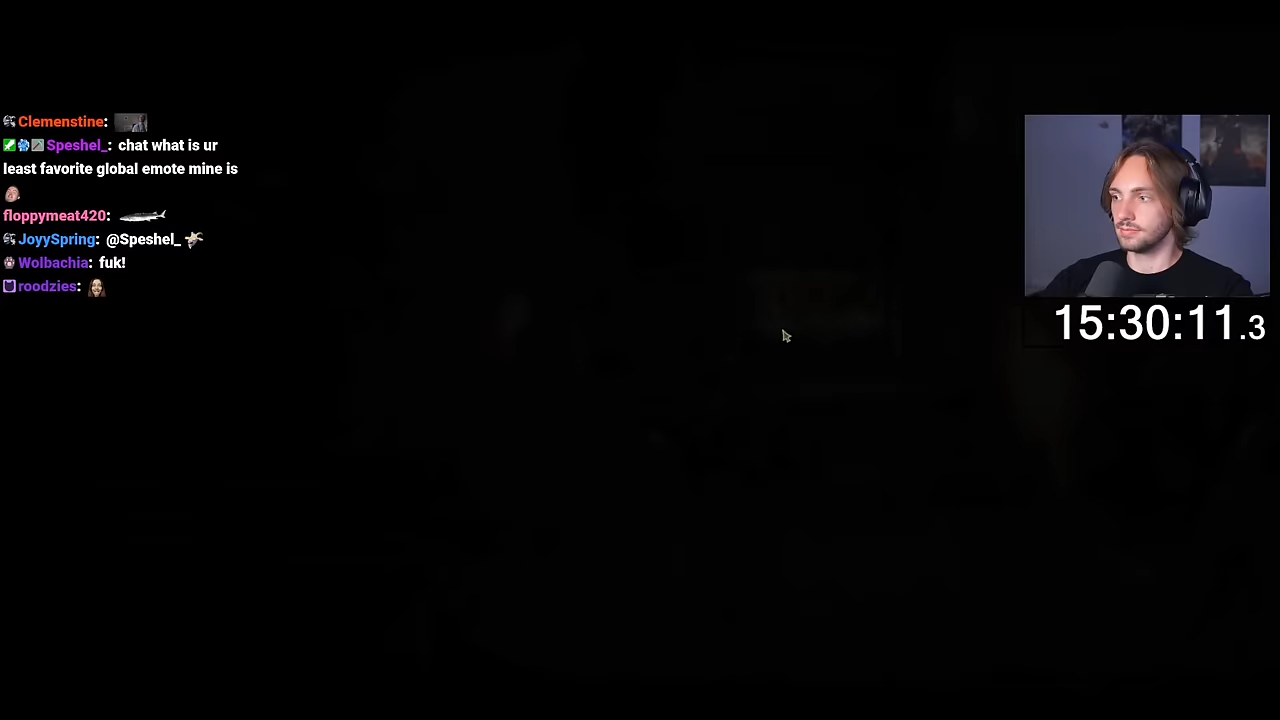 Clemenstine:
Speshel_: chat what is ur
least favorite global emote mine is
floppymeat420:
JoyySpring: @Speshel_
Wolbachia: fuk!
roodzies:
15:30:11.3